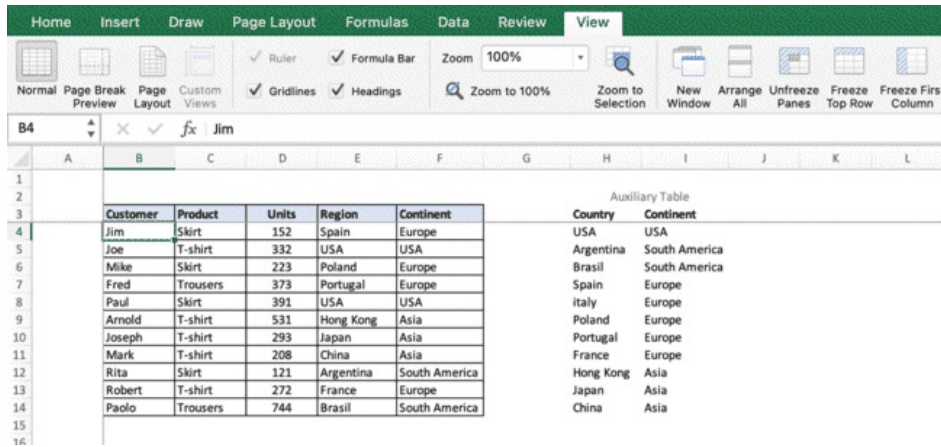 Home Insert Draw Page Layout Formulas Data Review View
Ruler Formula Bar Zoom 100%
Gridlines Headings Zoom to 100%
Normal Page Break Page Custom Zoom to New Arrange Unfreeze Freeze Freeze Firs
Preview Layout Views Selection Window All Panes Top Row Column
B4 fx Jim
A B C D E F G H I J K L
1
2 Auxiliary Table
3 Customer Product Units Region Continent Country Continent
4 Jim Skirt 152 Spain Europe USA USA
5 Joe T-shirt 332 USA USA Argentina South America
6 Mike Skirt 223 Poland Europe Brasil South America
7 Fred Trousers 373 Portugal Europe Spain Europe
8 Paul Skirt 391 USA USA italy Europe
9 Arnold T-shirt 531 Hong Kong Asia Poland Europe
10 Joseph T-shirt 293 Japan Asia Portugal Europe
11 Mark T-shirt 208 China Asia France Europe
12 Rita Skirt 121 Argentina South America Hong Kong Asia
13 Robert T-shirt 272 France Europe Japan Asia
14 Paolo Trousers 744 Brasil South America China Asia
15
16